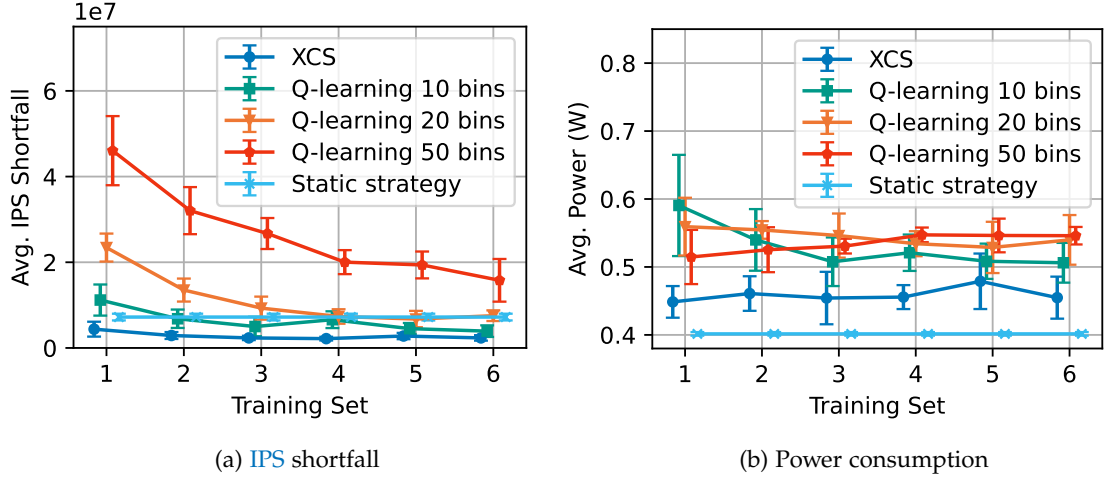 1e7
XCS
Q-learning 10 bins
Q-learning 20 bins
Q-learning 50 bins
Static strategy
Avg. IPS Shortfall
6
4
2
0
1 2 3 4 5 6
Training Set
(a) IPS shortfall
XCS
Q-learning 10 bins
Q-learning 20 bins
Q-learning 50 bins
Static strategy
Avg. Power (W)
0.8
0.7
0.6
0.5
0.4
1 2 3 4 5 6
Training Set
(b) Power consumption